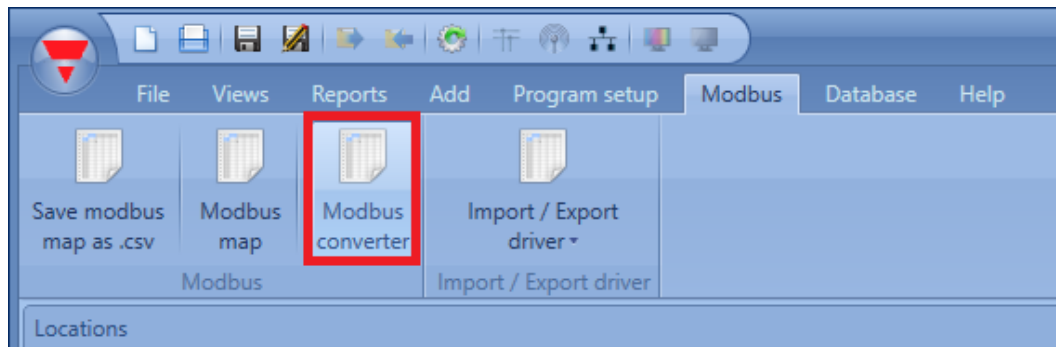 File Views Reports Add Program setup Modbus Database Help
Save modbus
map as .csv
Modbus
map
Modbus
converter
Import / Export
driver
Modbus
Import / Export driver
Locations